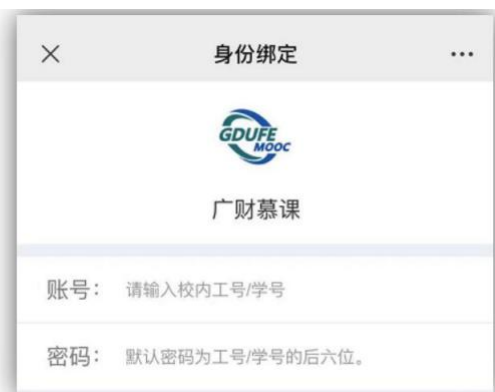 身份绑定
GDUFE
MOOC
广财慕课
账号： 请输入校内工号/学号
密码： 默认密码为工号/学号的后六位。